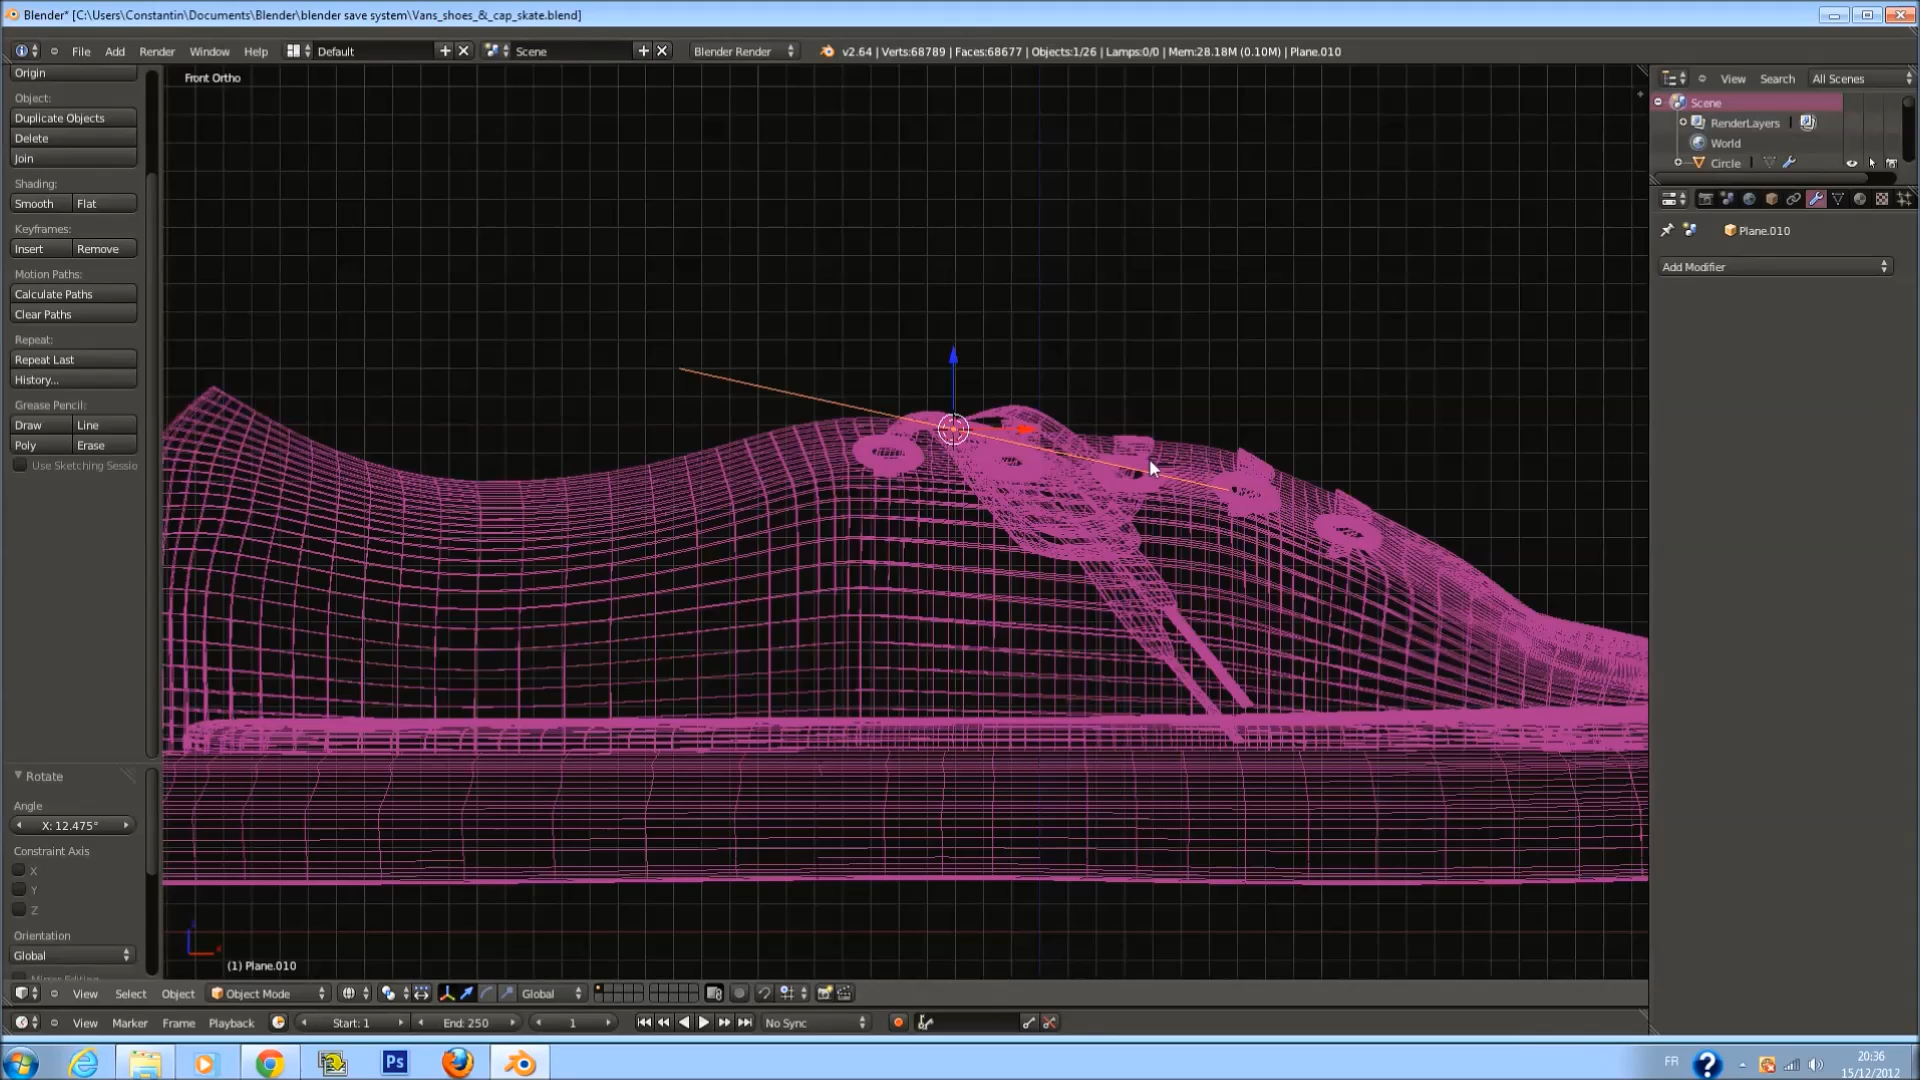 Blender* [C:\Users\Constantin\Documents\Blender\blender save system\Vans_shoes_&_cap_skate.blend]
File Add Render Window Help Default Scene Blender Render v2.64 | Verts:68789 | Faces:68677 | Objects:1/26 | Lamps:0/0 | Mem:28.18M (0.10M) | Plane.010
Origin
Front Ortho
View Search All Scenes
Object:
Duplicate Objects
Delete
Join
Shading:
Smooth Flat
Keyframes:
Insert Remove
Motion Paths:
Calculate Paths
Clear Paths
Repeat:
Repeat Last
History...
Grease Pencil:
Draw Line
Poly Erase
Use Sketching Sessio
Scene
RenderLayers
World
Circle
Plane.010
Add Modifier
Rotate
Angle
X: 12.475°
Constraint Axis
X
Y
Z
Orientation
Global
(1) Plane.010
View Select Object Object Mode Global
View Marker Frame Playback Start: 1 End: 250 1 No Sync
Ps
FR
20:36
15/12/2012